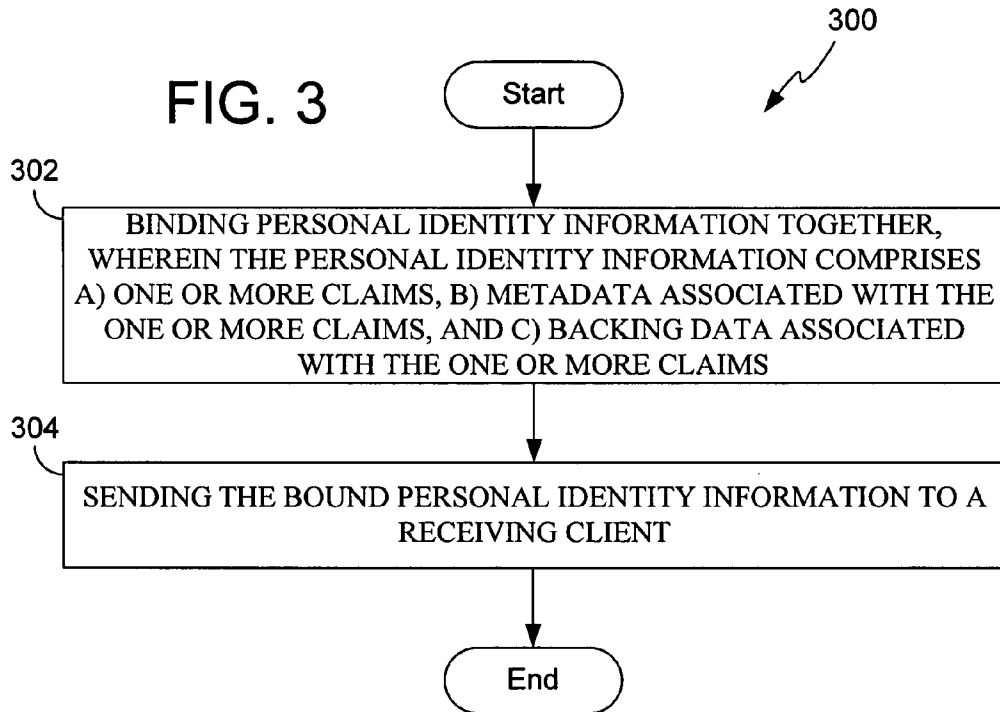 300
FIG. 3
Start
302
BINDING PERSONAL IDENTITY INFORMATION TOGETHER,
WHEREIN THE PERSONAL IDENTITY INFORMATION COMPRISES
A) ONE OR MORE CLAIMS, B) METADATA ASSOCIATED WITH THE
ONE OR MORE CLAIMS, AND C) BACKING DATA ASSOCIATED
WITH THE ONE OR MORE CLAIMS
304
SENDING THE BOUND PERSONAL IDENTITY INFORMATION TO A
RECEIVING CLIENT
End